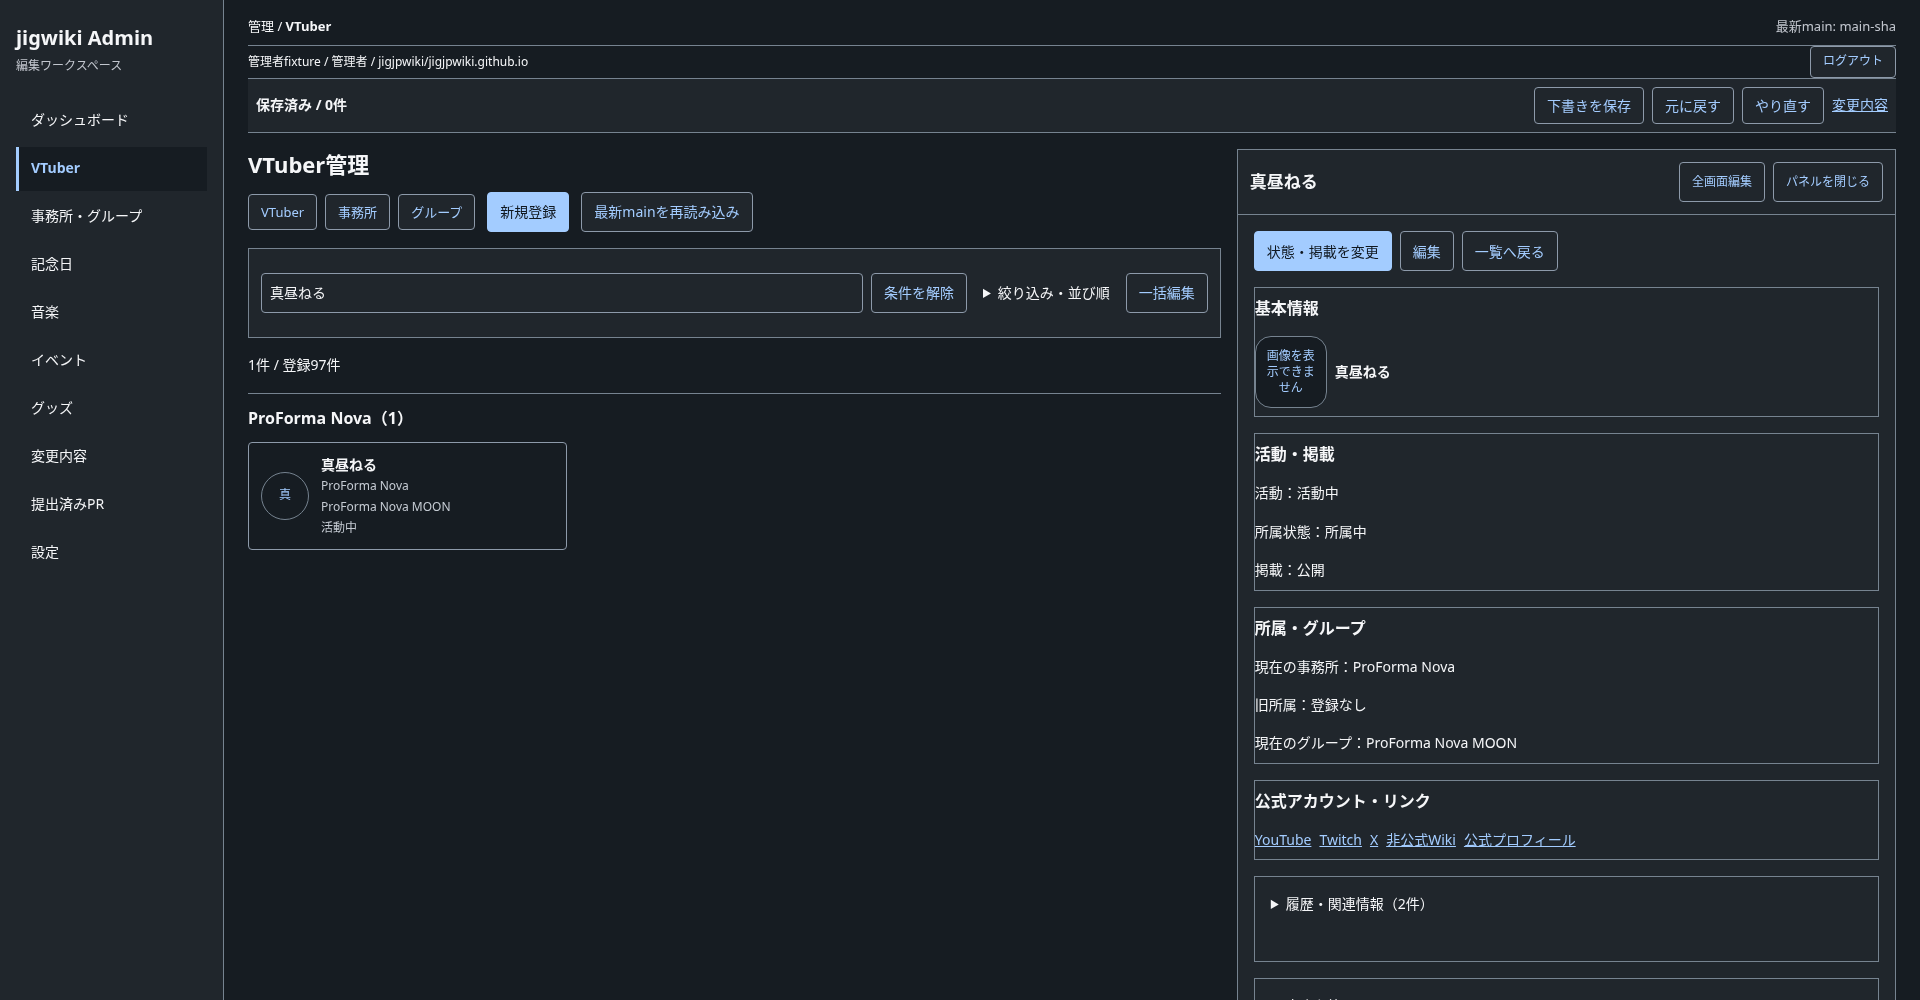 jigwiki Admin
編集ワークスペース
ダッシュボード
VTuber
事務所・グループ
記念日
音楽
イベント
グッズ
変更内容
提出済みPR
設定
管理 / VTuber
最新main: main-sha
管理者fixture / 管理者 / jigjpwiki/jigjpwiki.github.io
ログアウト
保存済み / 0件
下書きを保存
元に戻す
やり直す
変更内容
VTuber管理
VTuber
事務所
グループ
新規登録
最新mainを再読み込み
真昼ねる
条件を解除
▶ 絞り込み・並び順
一括編集
1件 / 登録97件
ProForma Nova（1）
真
真昼ねる
ProForma Nova
ProForma Nova MOON
活動中
真昼ねる
全画面編集
パネルを閉じる
状態・掲載を変更
編集
一覧へ戻る
基本情報
画像を表
示できま
せん
真昼ねる
活動・掲載
活動：活動中
所属状態：所属中
掲載：公開
所属・グループ
現在の事務所：ProForma Nova
旧所属：登録なし
現在のグループ：ProForma Nova MOON
公式アカウント・リンク
YouTube Twitch X 非公式Wiki 公式プロフィール
▶ 履歴・関連情報（2件）